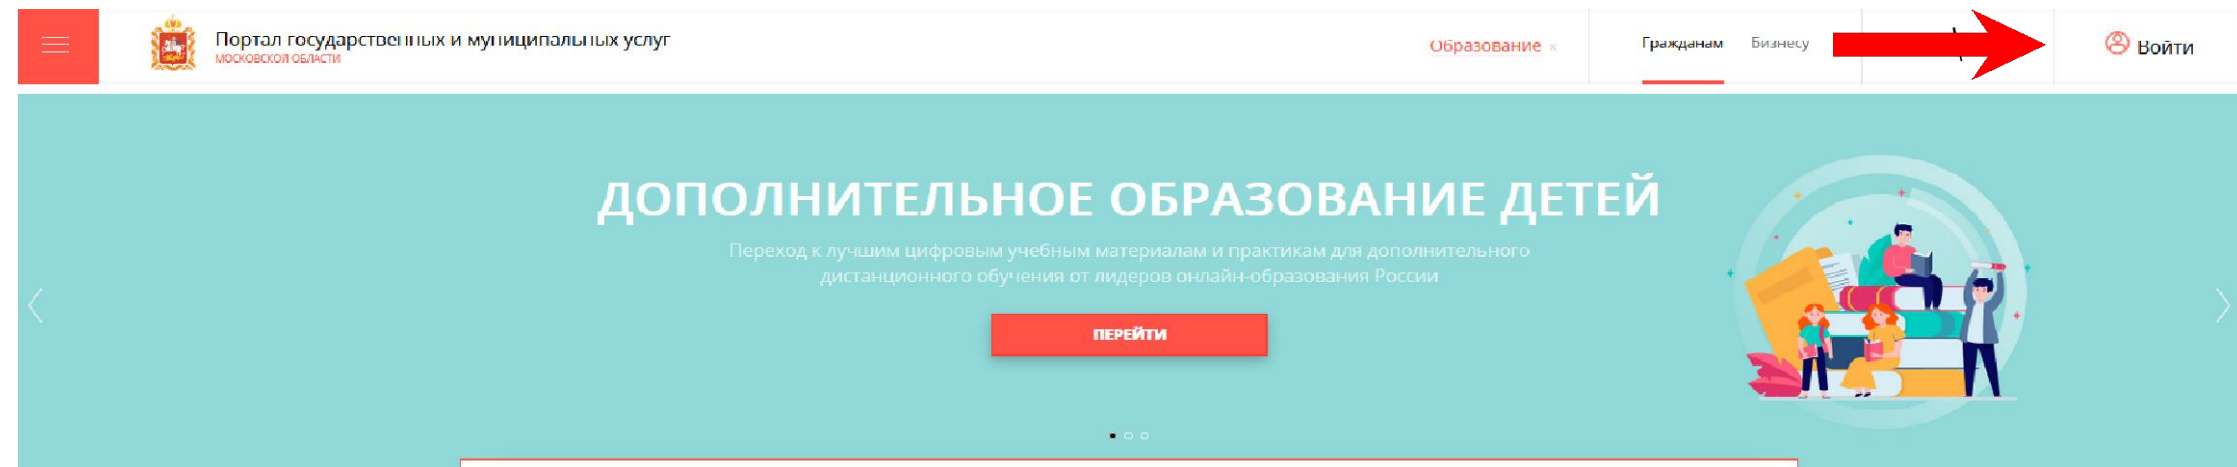 Портал государственных и муниципальных услуг
МОСКОВСКОЙ ОБЛАСТИ
Образование ×
Гражданам
Бизнесу
Войти
ДОПОЛНИТЕЛЬНОЕ ОБРАЗОВАНИЕ ДЕТЕЙ
Переход к лучшим цифровым учебным материалам и практикам для дополнительного
дистанционного обучения от лидеров онлайн-образования России
ПЕРЕЙТИ